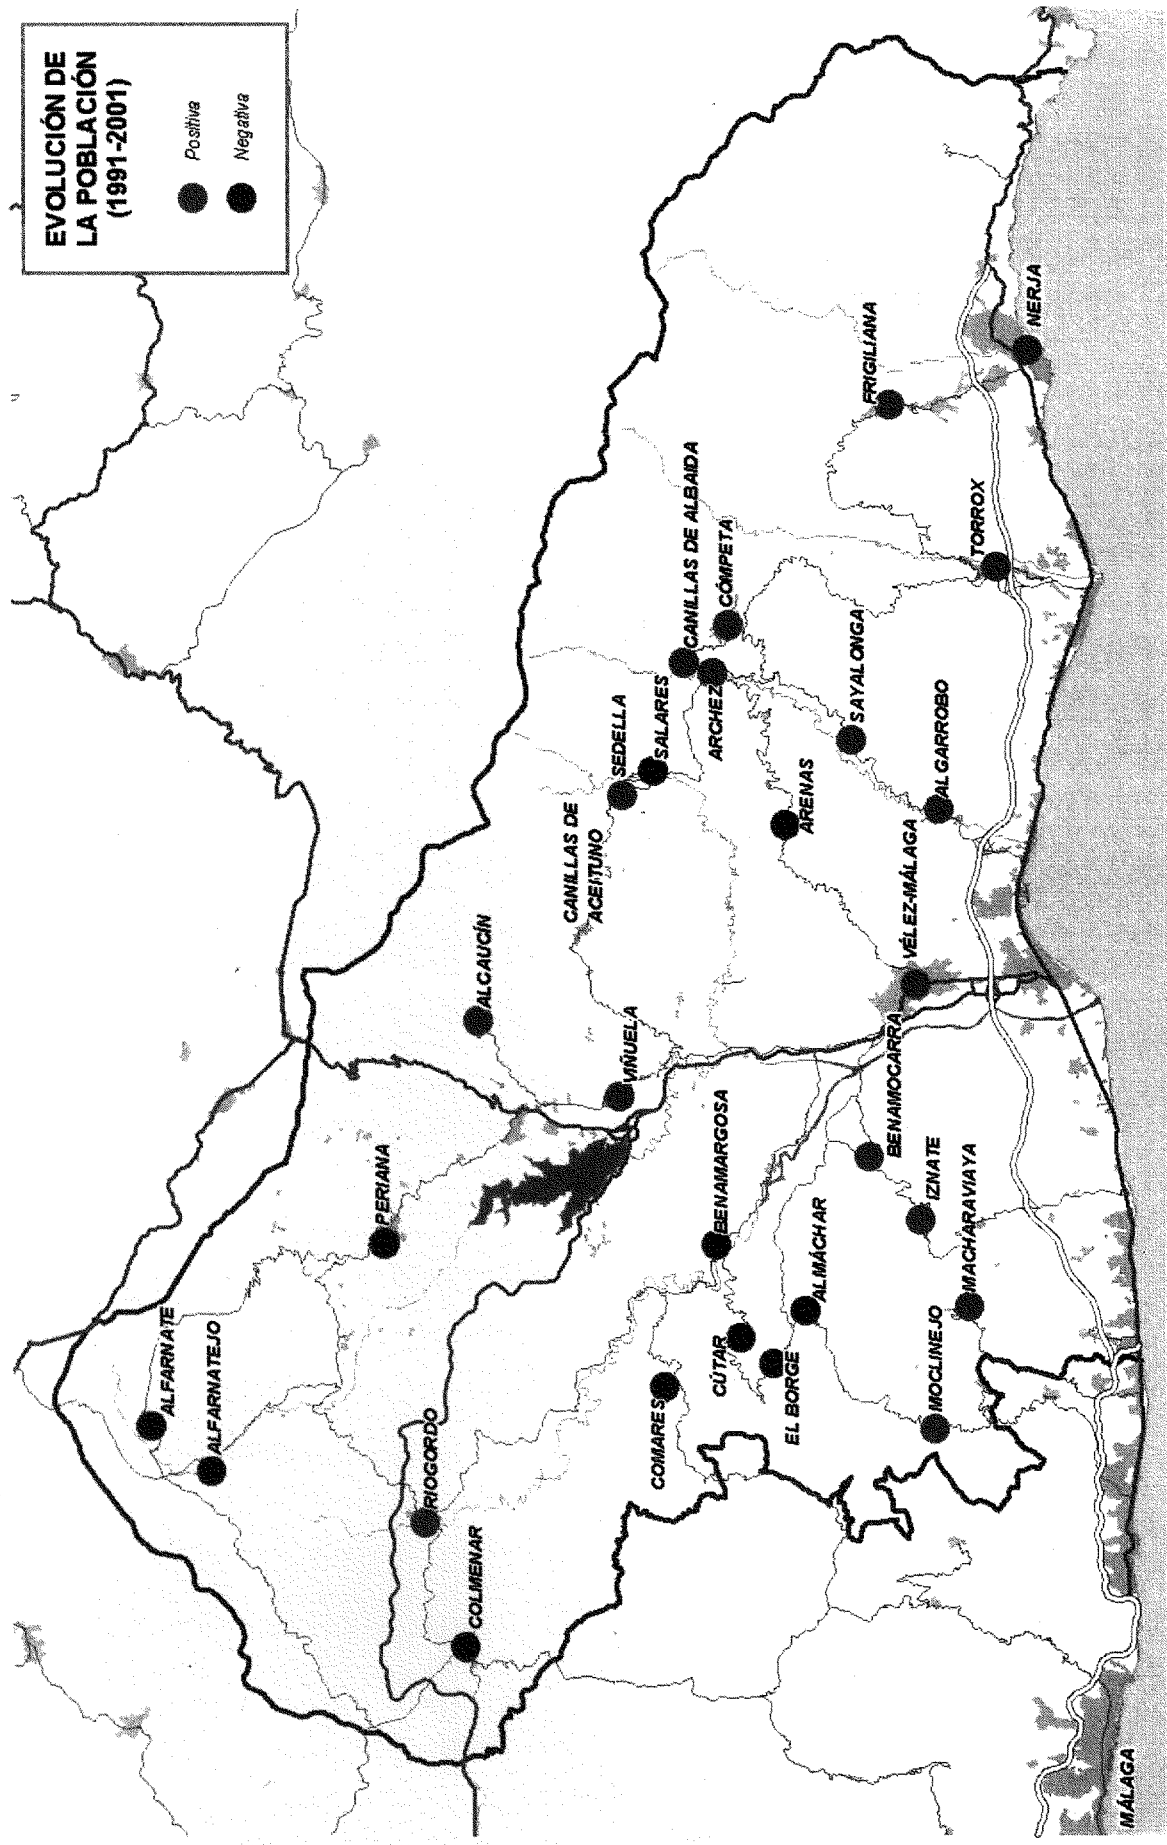 EVOLUCIÓN DE
LA POBLACIÓN
(1991-2001)
Positiva
Negativa
ALFARNATE
ALFARNATEJO
PERIANA
RIOGORDO
COLMENAR
ALCAUCÍN
VIÑUELA
CANILLAS DE
ACEITUNO
SEDELLA
SALARES
CANILLAS DE ALBAIDA
CÓMPETA
ARCHEZ
ARENAS
SAYALONGA
ALGARROBO
TORROX
FRIGILIANA
NERJA
VÉLEZ-MÁLAGA
BENAMOCARRA
BENAMARGOSA
IZNATE
MACHARAVIAYA
ALMÁCHAR
CÚTAR
EL BORGE
COMARES
MOCLINEJO
MÁLAGA